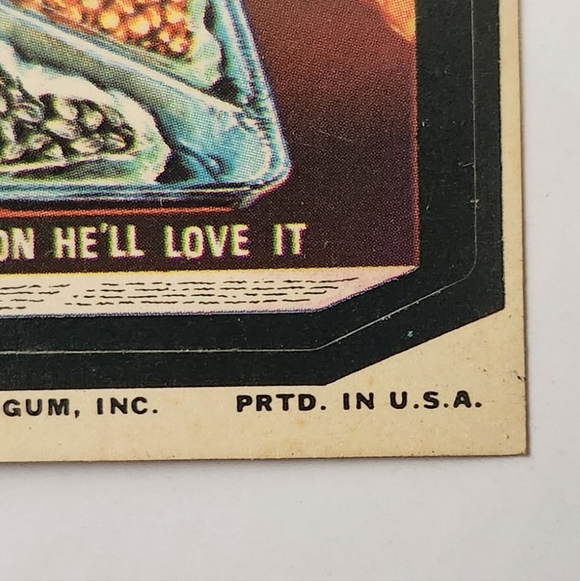 ON HE'LL LOVE IT
GUM, INC. PRTD. IN U.S.A.